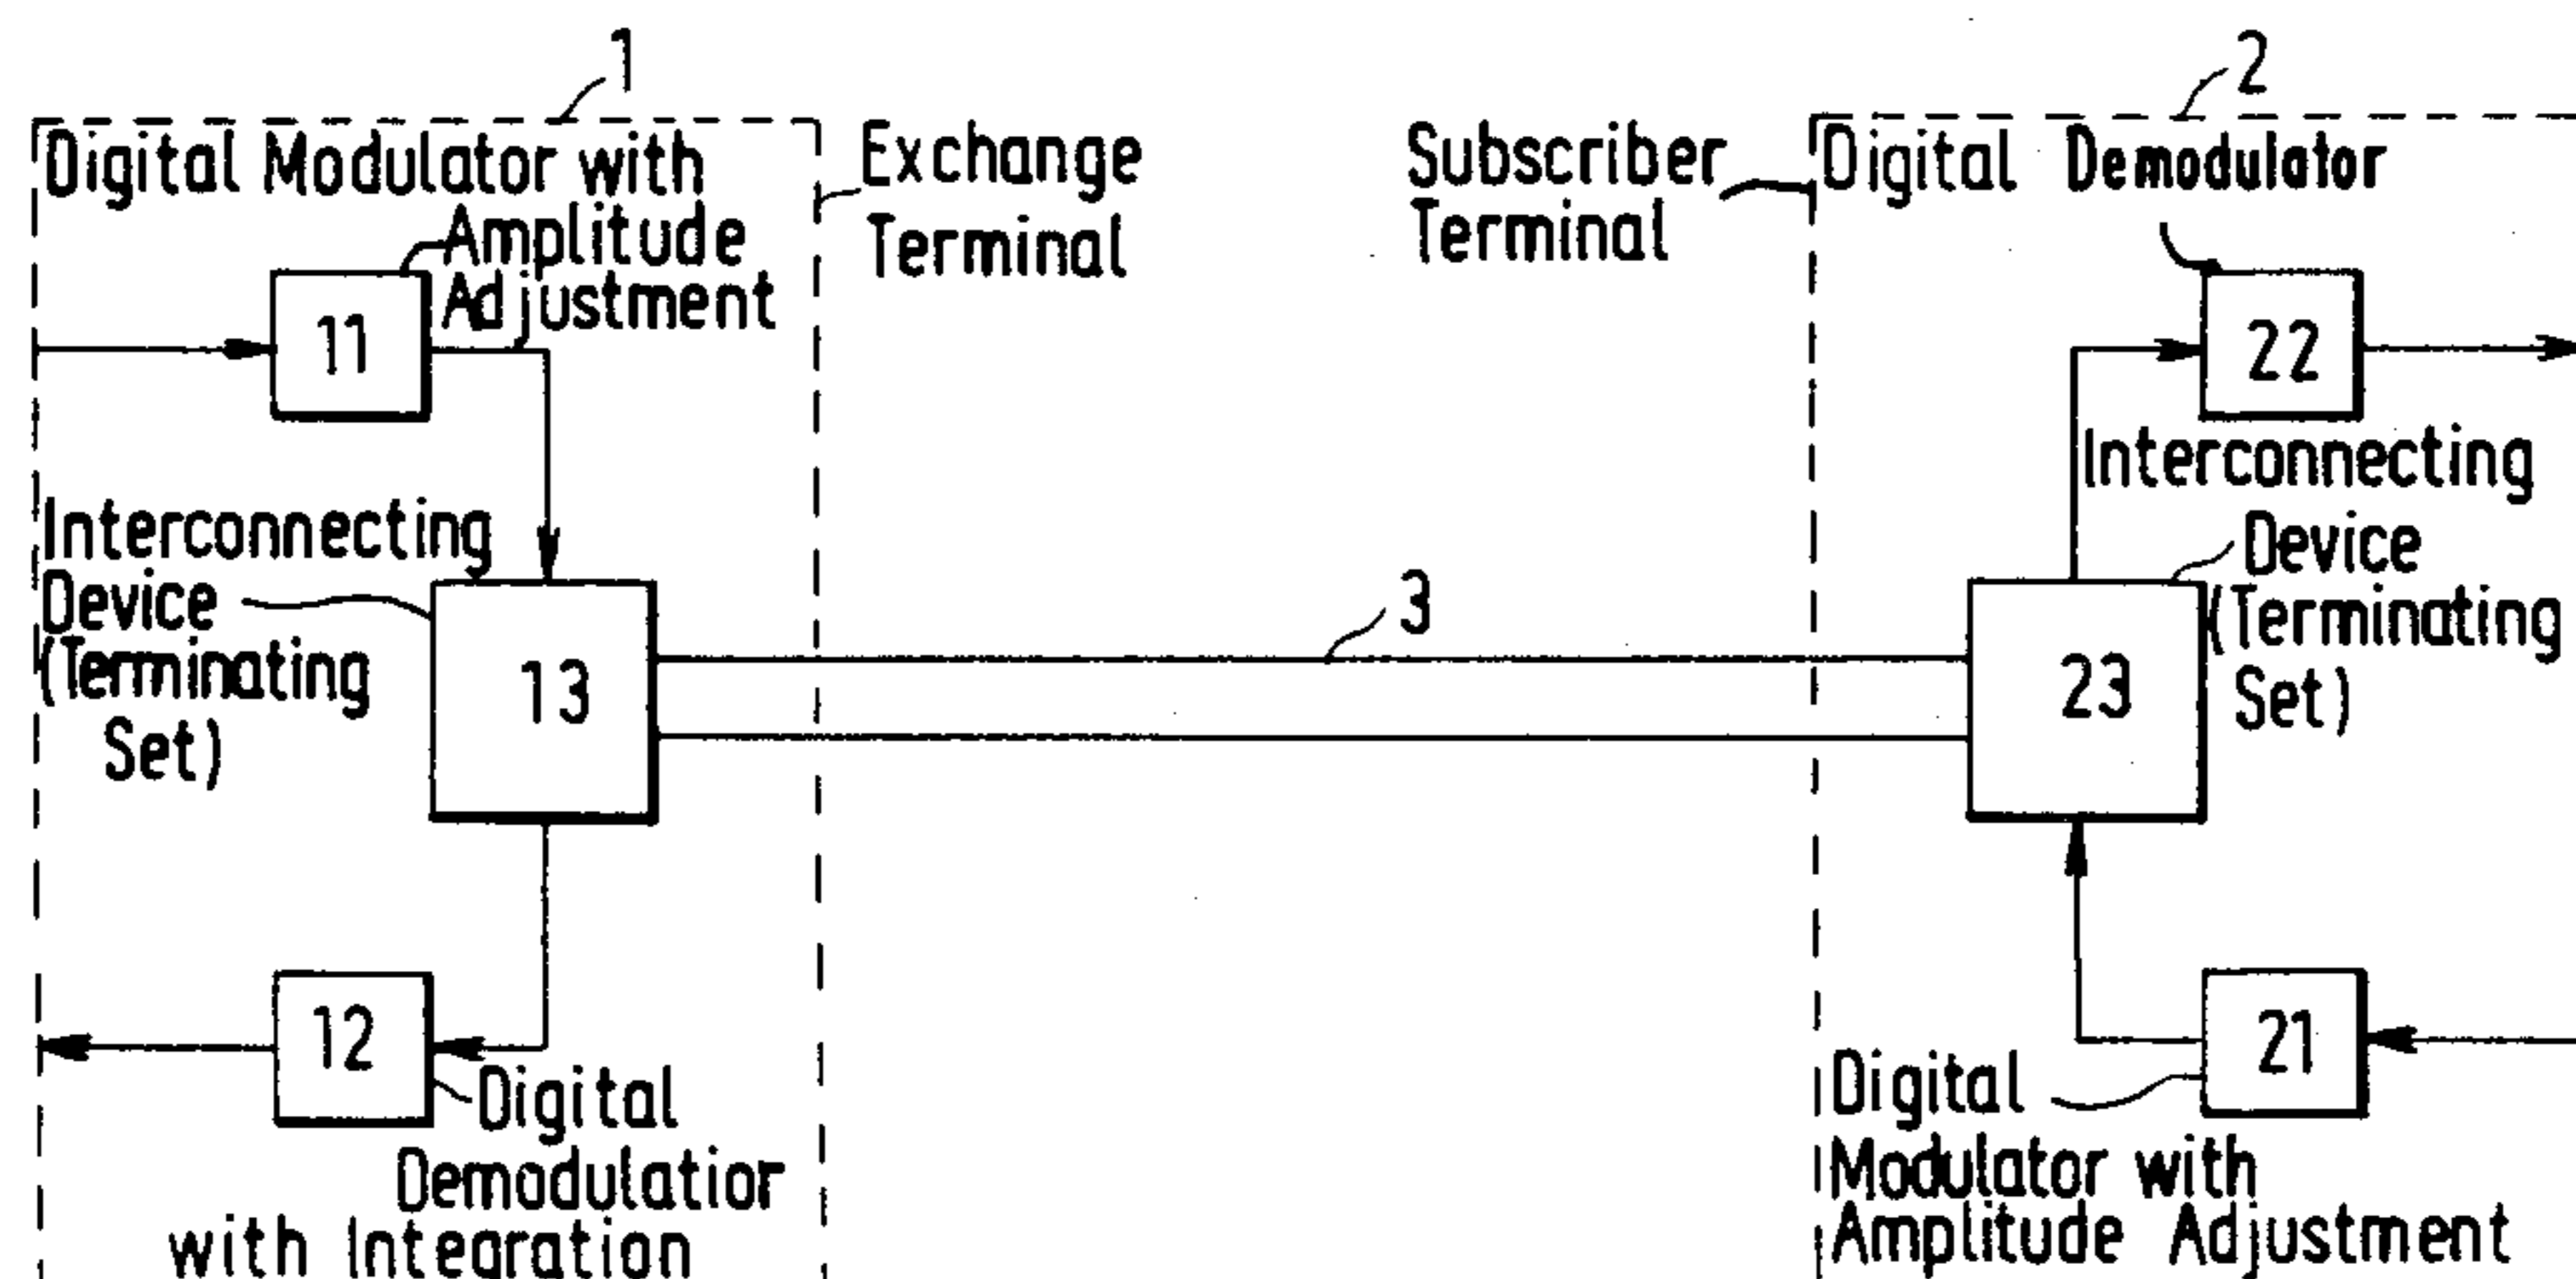 1
Digital Modulator with
Amplitude
Adjustment
11
Exchange
Terminal
Interconnecting
Device
(Terminating
Set)
13
12
Digital
Demodulatior
with Integration
3
2
Subscriber
Terminal
Digital Demodulator
22
Interconnecting
Device
(Terminating
Set)
23
21
Digital
Modulator with
Amplitude Adjustment